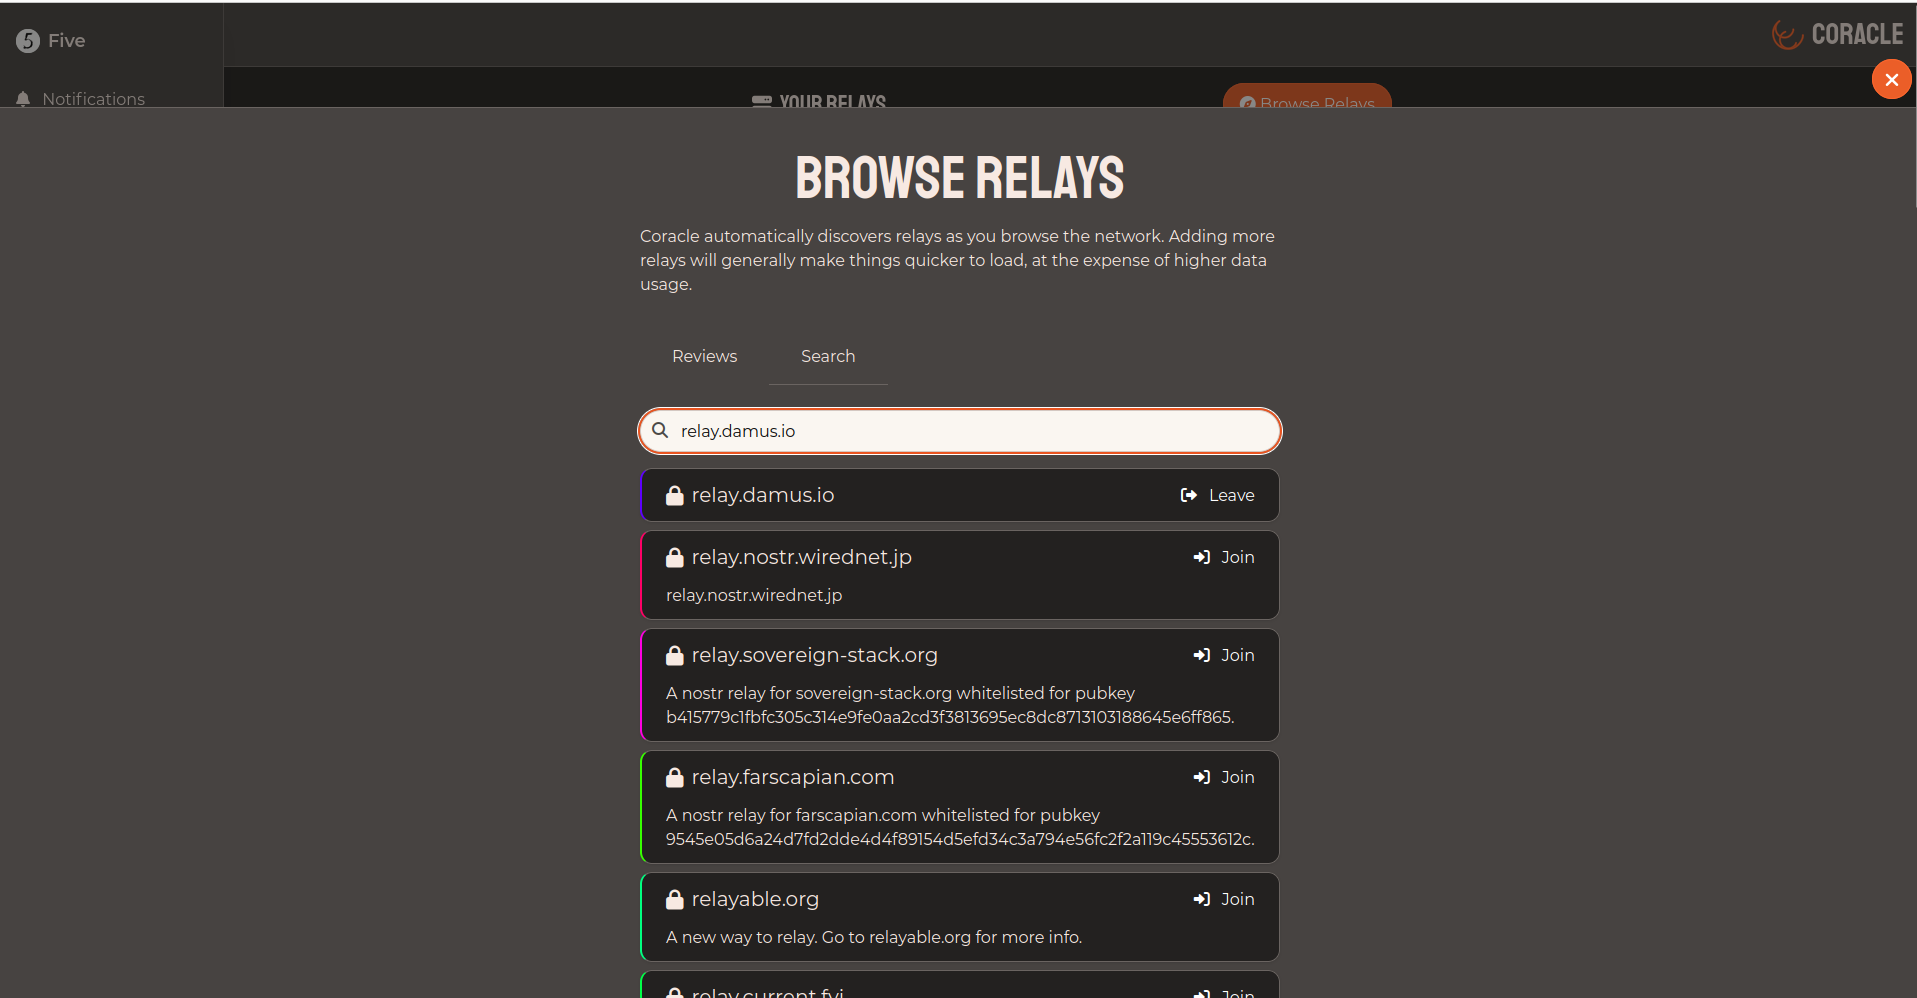 5 Five
CORACLE
Notifications
YOUR RELAYS
Browse Relays
BROWSE RELAYS
Coracle automatically discovers relays as you browse the network. Adding more
relays will generally make things quicker to load, at the expense of higher data
usage.
Reviews
Search
relay.damus.io
relay.damus.io
Leave
relay.nostr.wirednet.jp
Join
relay.nostr.wirednet.jp
relay.sovereign-stack.org
Join
A nostr relay for sovereign-stack.org whitelisted for pubkey
b415779c1fbfc305c314e9fe0aa2cd3f3813695ec8dc8713103188645e6ff865.
relay.farscapian.com
Join
A nostr relay for farscapian.com whitelisted for pubkey
9545e05d6a24d7fd2dde4d4f89154d5efd34c3a794e56fc2f2a119c45553612c.
relayable.org
Join
A new way to relay. Go to relayable.org for more info.
relay.current.fyi
Join